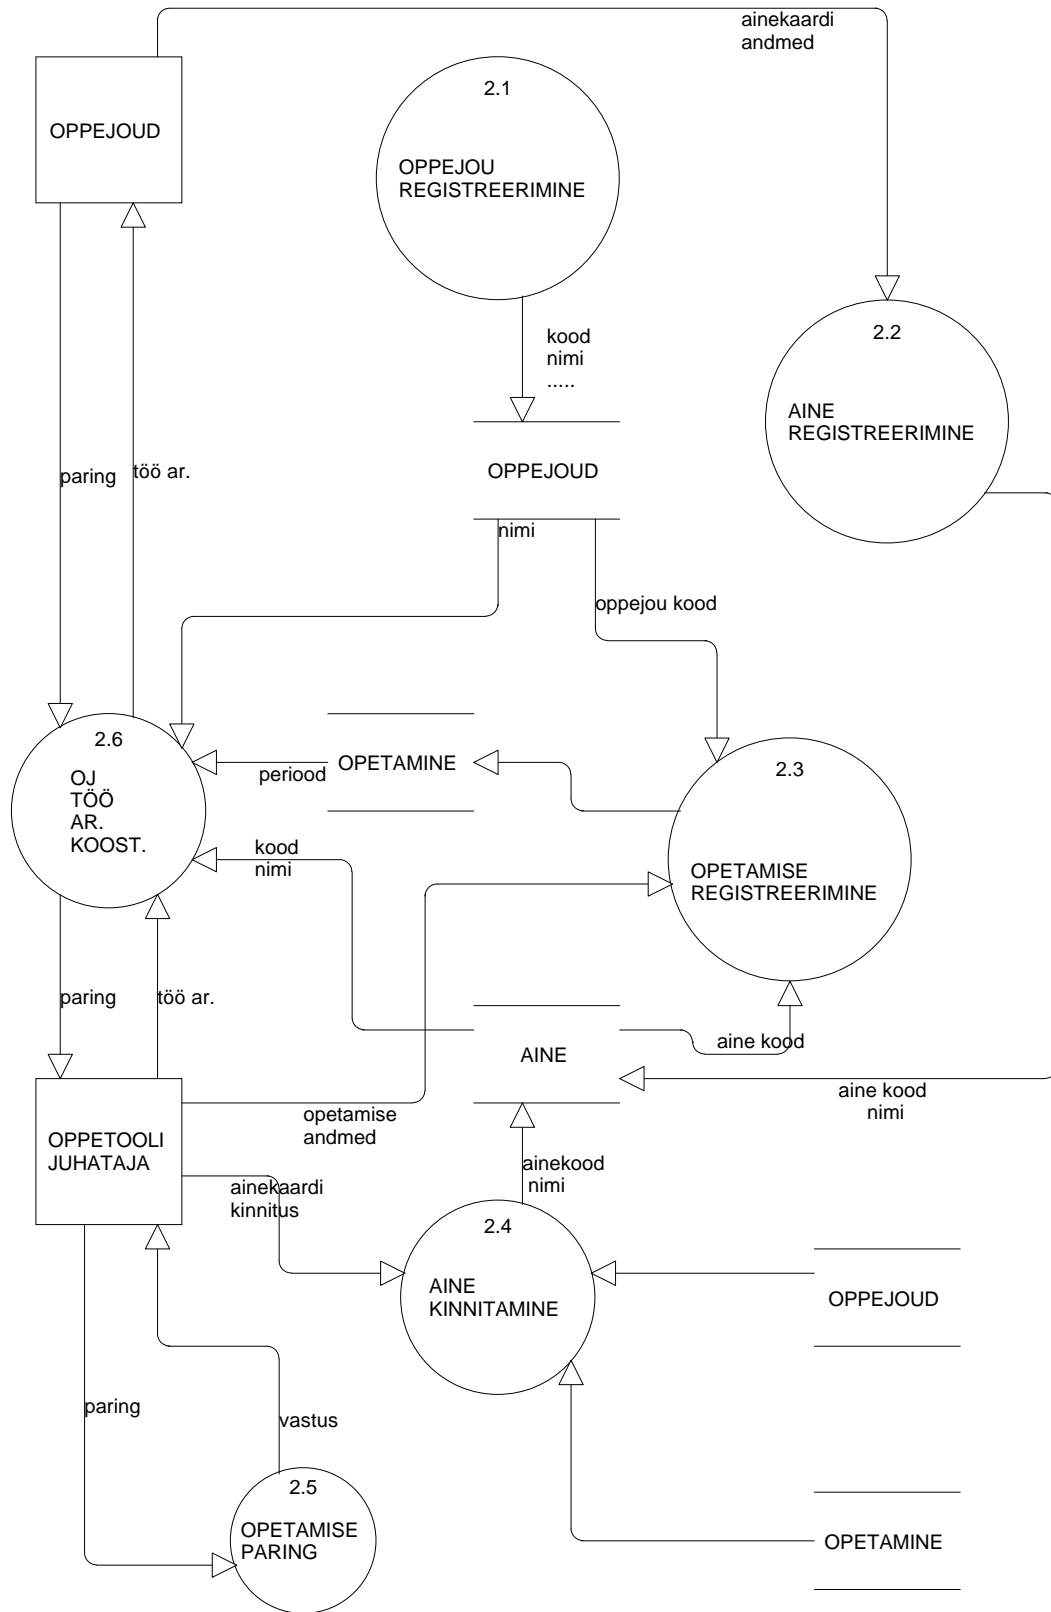 ainekaardi
andmed
2.1
OPPEJOUD
OPPEJOU
REGISTREERIMINE
2.2
kood
nimi
.....
AINE
REGISTREERIMINE
paring
töö ar.
OPPEJOUD
nimi
oppejou kood
2.6
OJ
TÖÖ
AR.
KOOST.
periood
OPETAMINE
2.3
kood
nimi
OPETAMISE
REGISTREERIMINE
paring
töö ar.
AINE
aine kood
aine kood
nimi
opetamise
andmed
OPPETOOLI
JUHATAJA
ainekaardi
kinnitus
ainekood
nimi
2.4
AINE
KINNITAMINE
OPPEJOUD
paring
vastus
2.5
OPETAMISE
PARING
OPETAMINE